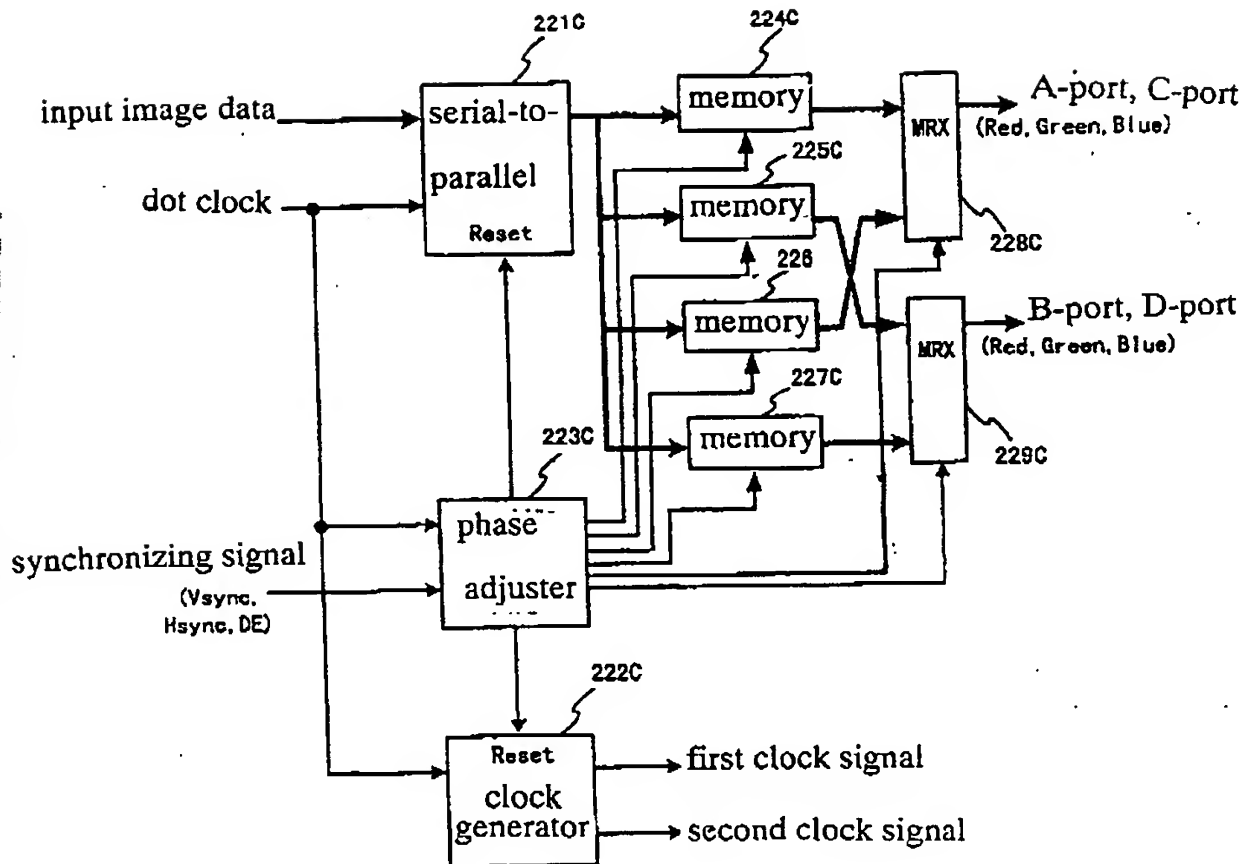 221C
224C
input image data
serial-to-
parallel
Reset
memory
MRX
A-port, C-port
(Red, Green, Blue)
dot clock
225C
memory
228C
226
memory
MRX
B-port, D-port
(Red, Green, Blue)
227C
memory
229C
223C
phase
adjuster
synchronizing signal
(Vsync,
Hsync, DE)
222C
Reset
clock
generator
first clock signal
second clock signal